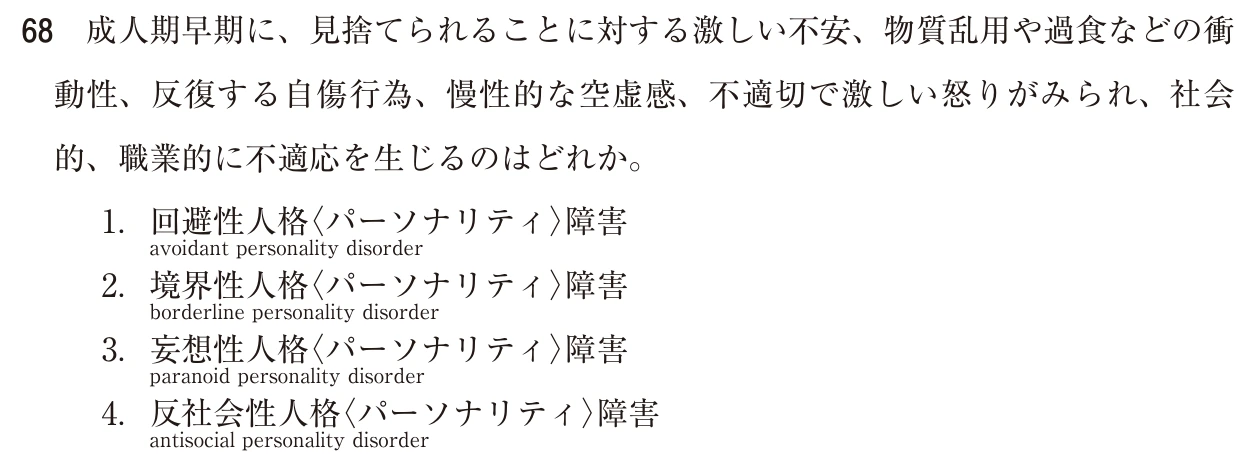 68 成人期早期に、見捨てられることに対する激しい不安、物質乱用や過食などの衝
動性、反復する自傷行為、慢性的な空虚感、不適切で激しい怒りがみられ、社会
的、職業的に不適応を生じるのはどれか。
1. 回避性人格〈パーソナリティ〉障害
avoidant personality disorder
2. 境界性人格〈パーソナリティ〉障害
borderline personality disorder
3. 妄想性人格〈パーソナリティ〉障害
paranoid personality disorder
4. 反社会性人格〈パーソナリティ〉障害
antisocial personality disorder